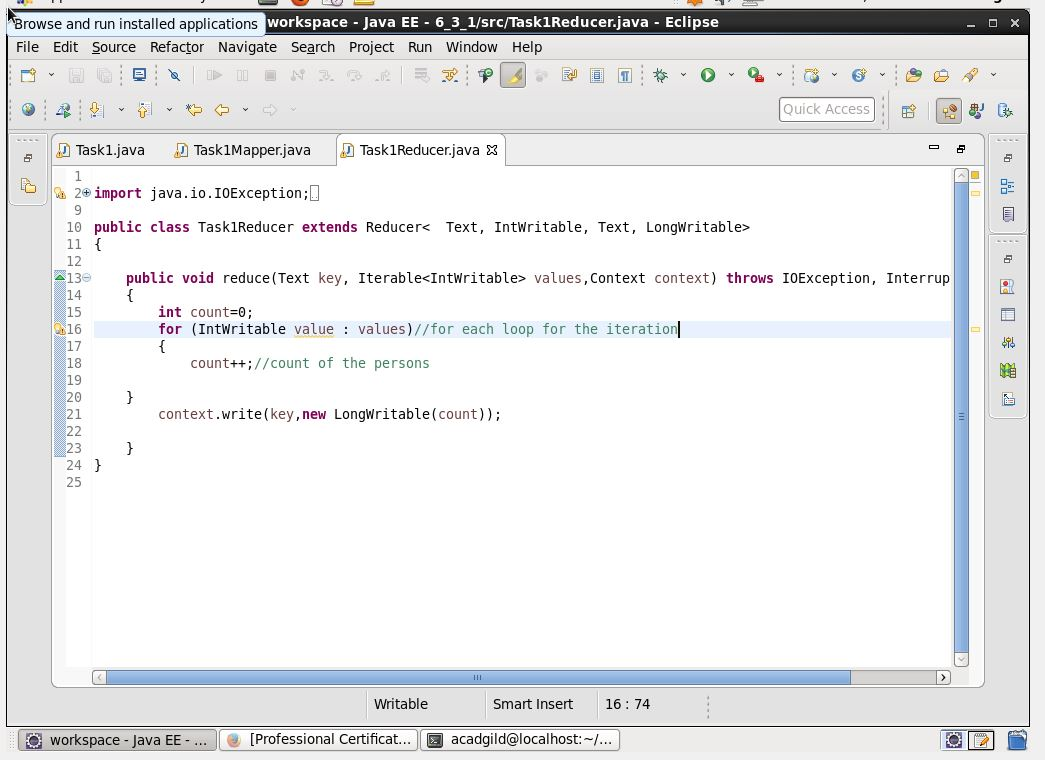 Browse and run installed applications
workspace - Java EE - 6_3_1/src/Task1Reducer.java - Eclipse
File Edit Source Refactor Navigate Search Project Run Window Help
Quick Access
Task1.java Task1Mapper.java Task1Reducer.java
1
2 import java.io.IOException;
9
10 public class Task1Reducer extends Reducer<  Text, IntWritable, Text, LongWritable>
11 {
12
13     public void reduce(Text key, Iterable<IntWritable> values,Context context) throws IOException, Interrup
14     {
15         int count=0;
16         for (IntWritable value : values)//for each loop for the iteration
17         {
18             count++;//count of the persons
19
20     }
21         context.write(key,new LongWritable(count));
22
23     }
24 }
25
Writable Smart Insert 16 : 74
workspace - Java EE - ... [Professional Certificat... acadgild@localhost:~/...